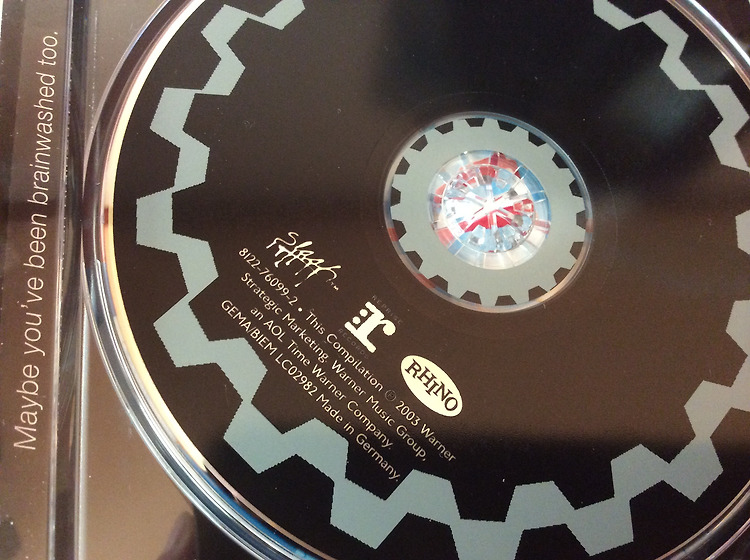 Maybe you've been brainwashed too.
8122-76099-2 • This Compilation ℗ 2003 Warner
Strategic Marketing, Warner Music Group,
an AOL Time Warner Company.
GEMA/BIEM LC02982 Made in Germany.
REPRISE
RHINO